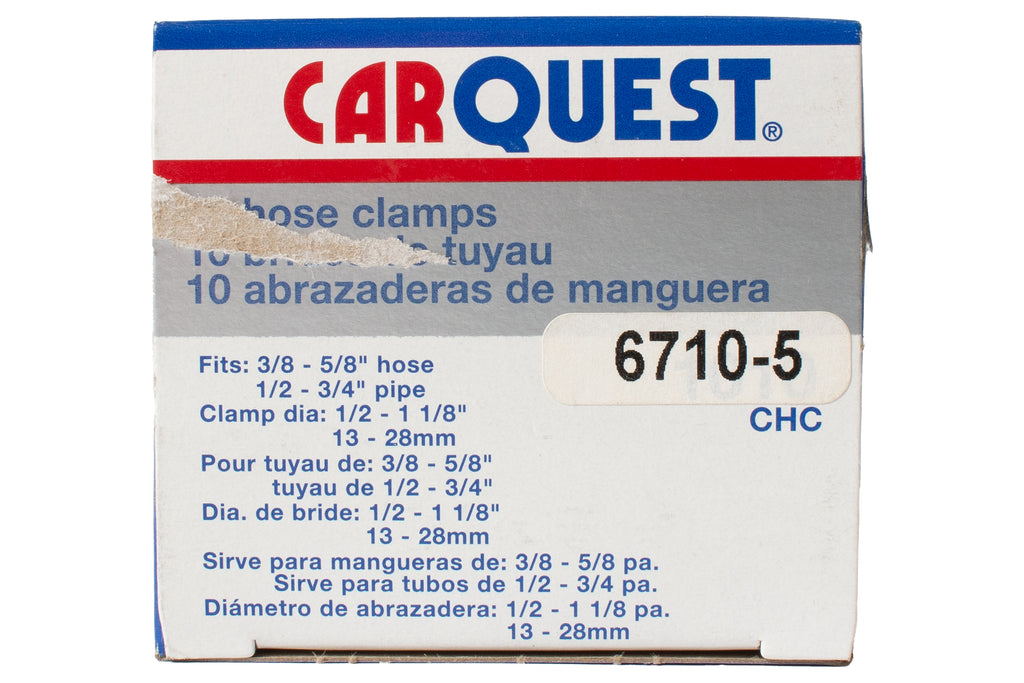 CARQUEST®
hose clamps
10 de tuyau
10 abrazaderas de manguera
6710-5
CHC
Fits: 3/8 - 5/8" hose
1/2 - 3/4" pipe
Clamp dia: 1/2 - 1 1/8"
13 - 28mm
Pour tuyau de: 3/8 - 5/8"
tuyau de 1/2 - 3/4"
Dia. de bride: 1/2 - 1 1/8"
13 - 28mm
Sirve para mangueras de: 3/8 - 5/8 pa.
Sirve para tubos de 1/2 - 3/4 pa.
Diámetro de abrazadera: 1/2 - 1 1/8 pa.
13 - 28mm